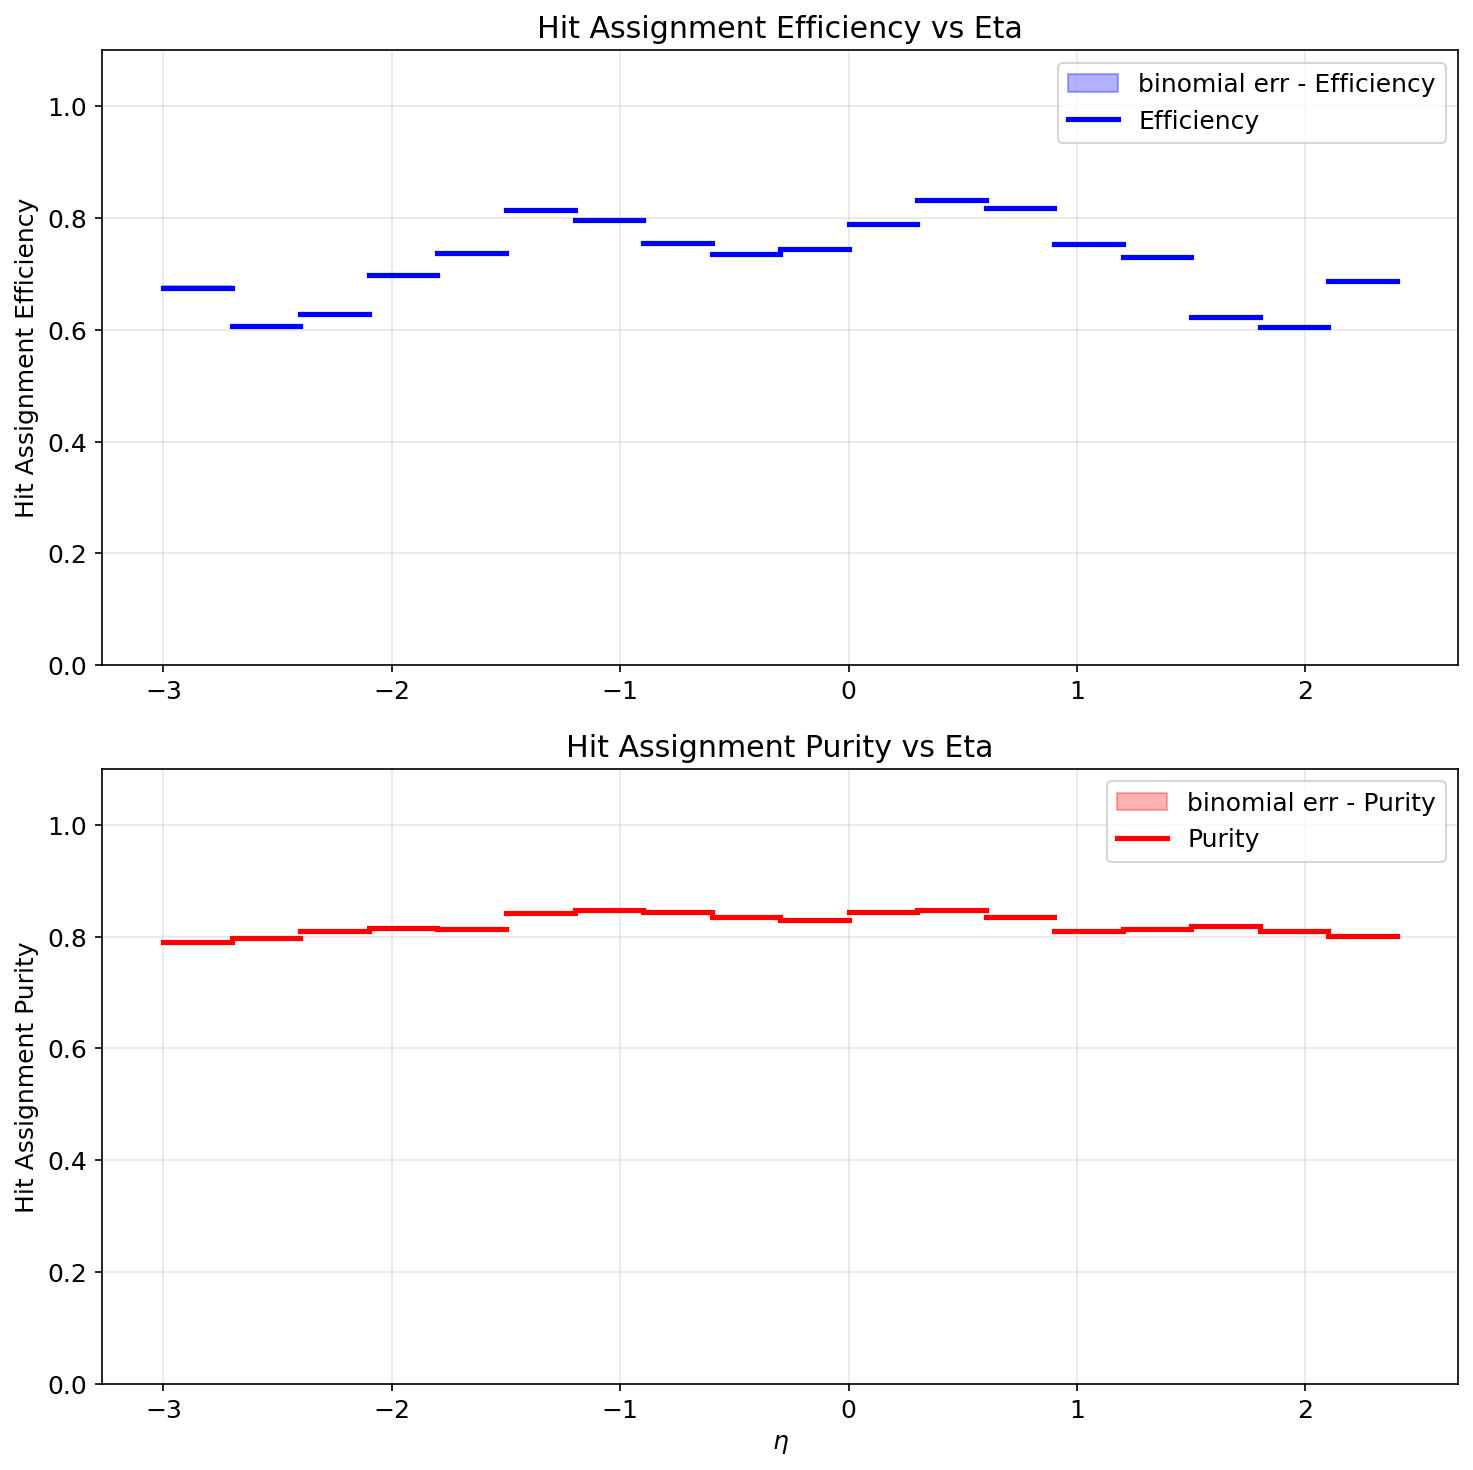 Hit Assignment Efficiency vs Eta
binomial err - Efficiency
Efficiency
Hit Assignment Efficiency
1.0
0.8
0.6
0.4
0.2
0.0
−3
−2
−1
0
1
2
Hit Assignment Purity vs Eta
binomial err - Purity
Purity
Hit Assignment Purity
1.0
0.8
0.6
0.4
0.2
0.0
−3
−2
−1
0
1
2
η